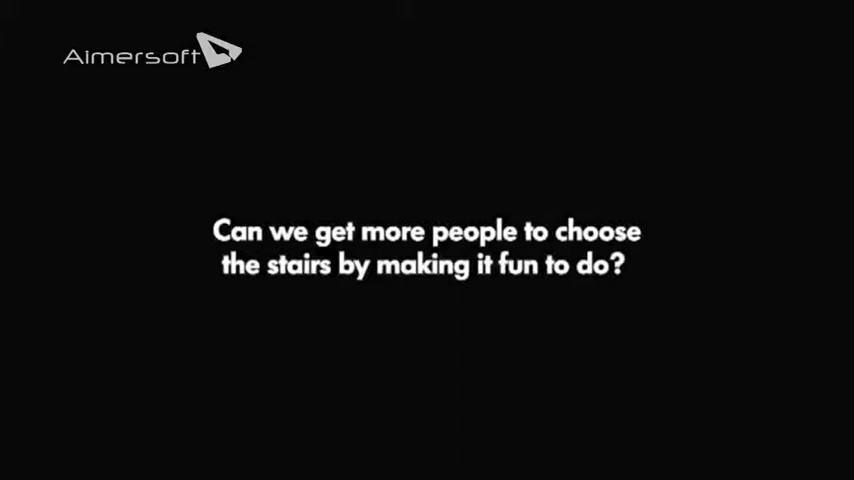 Aimersoft
Can we get more people to choose
the stairs by making it fun to do?